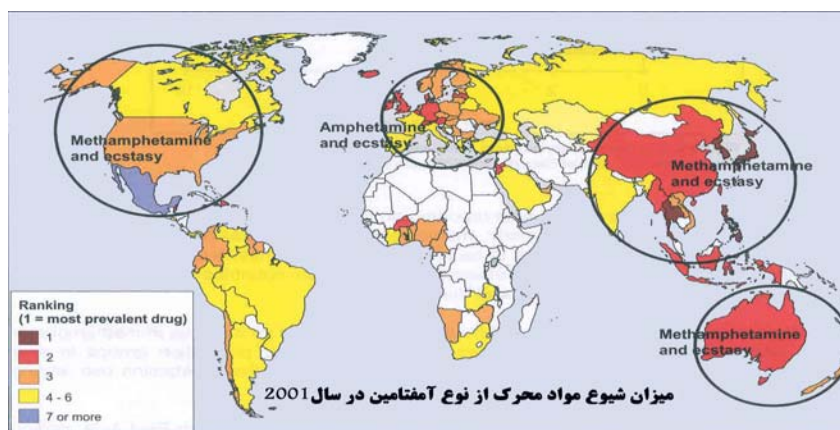 Methamphetamine
and ecstasy
Amphetamine
and ecstasy
Methamphetamine
and ecstasy
Methamphetamine
and ecstasy
Ranking
(1 = most prevalent drug)
1
2
3
4 - 6
7 or more
میزان شیوع مواد محرک از نوع آمفتامین در سال2001